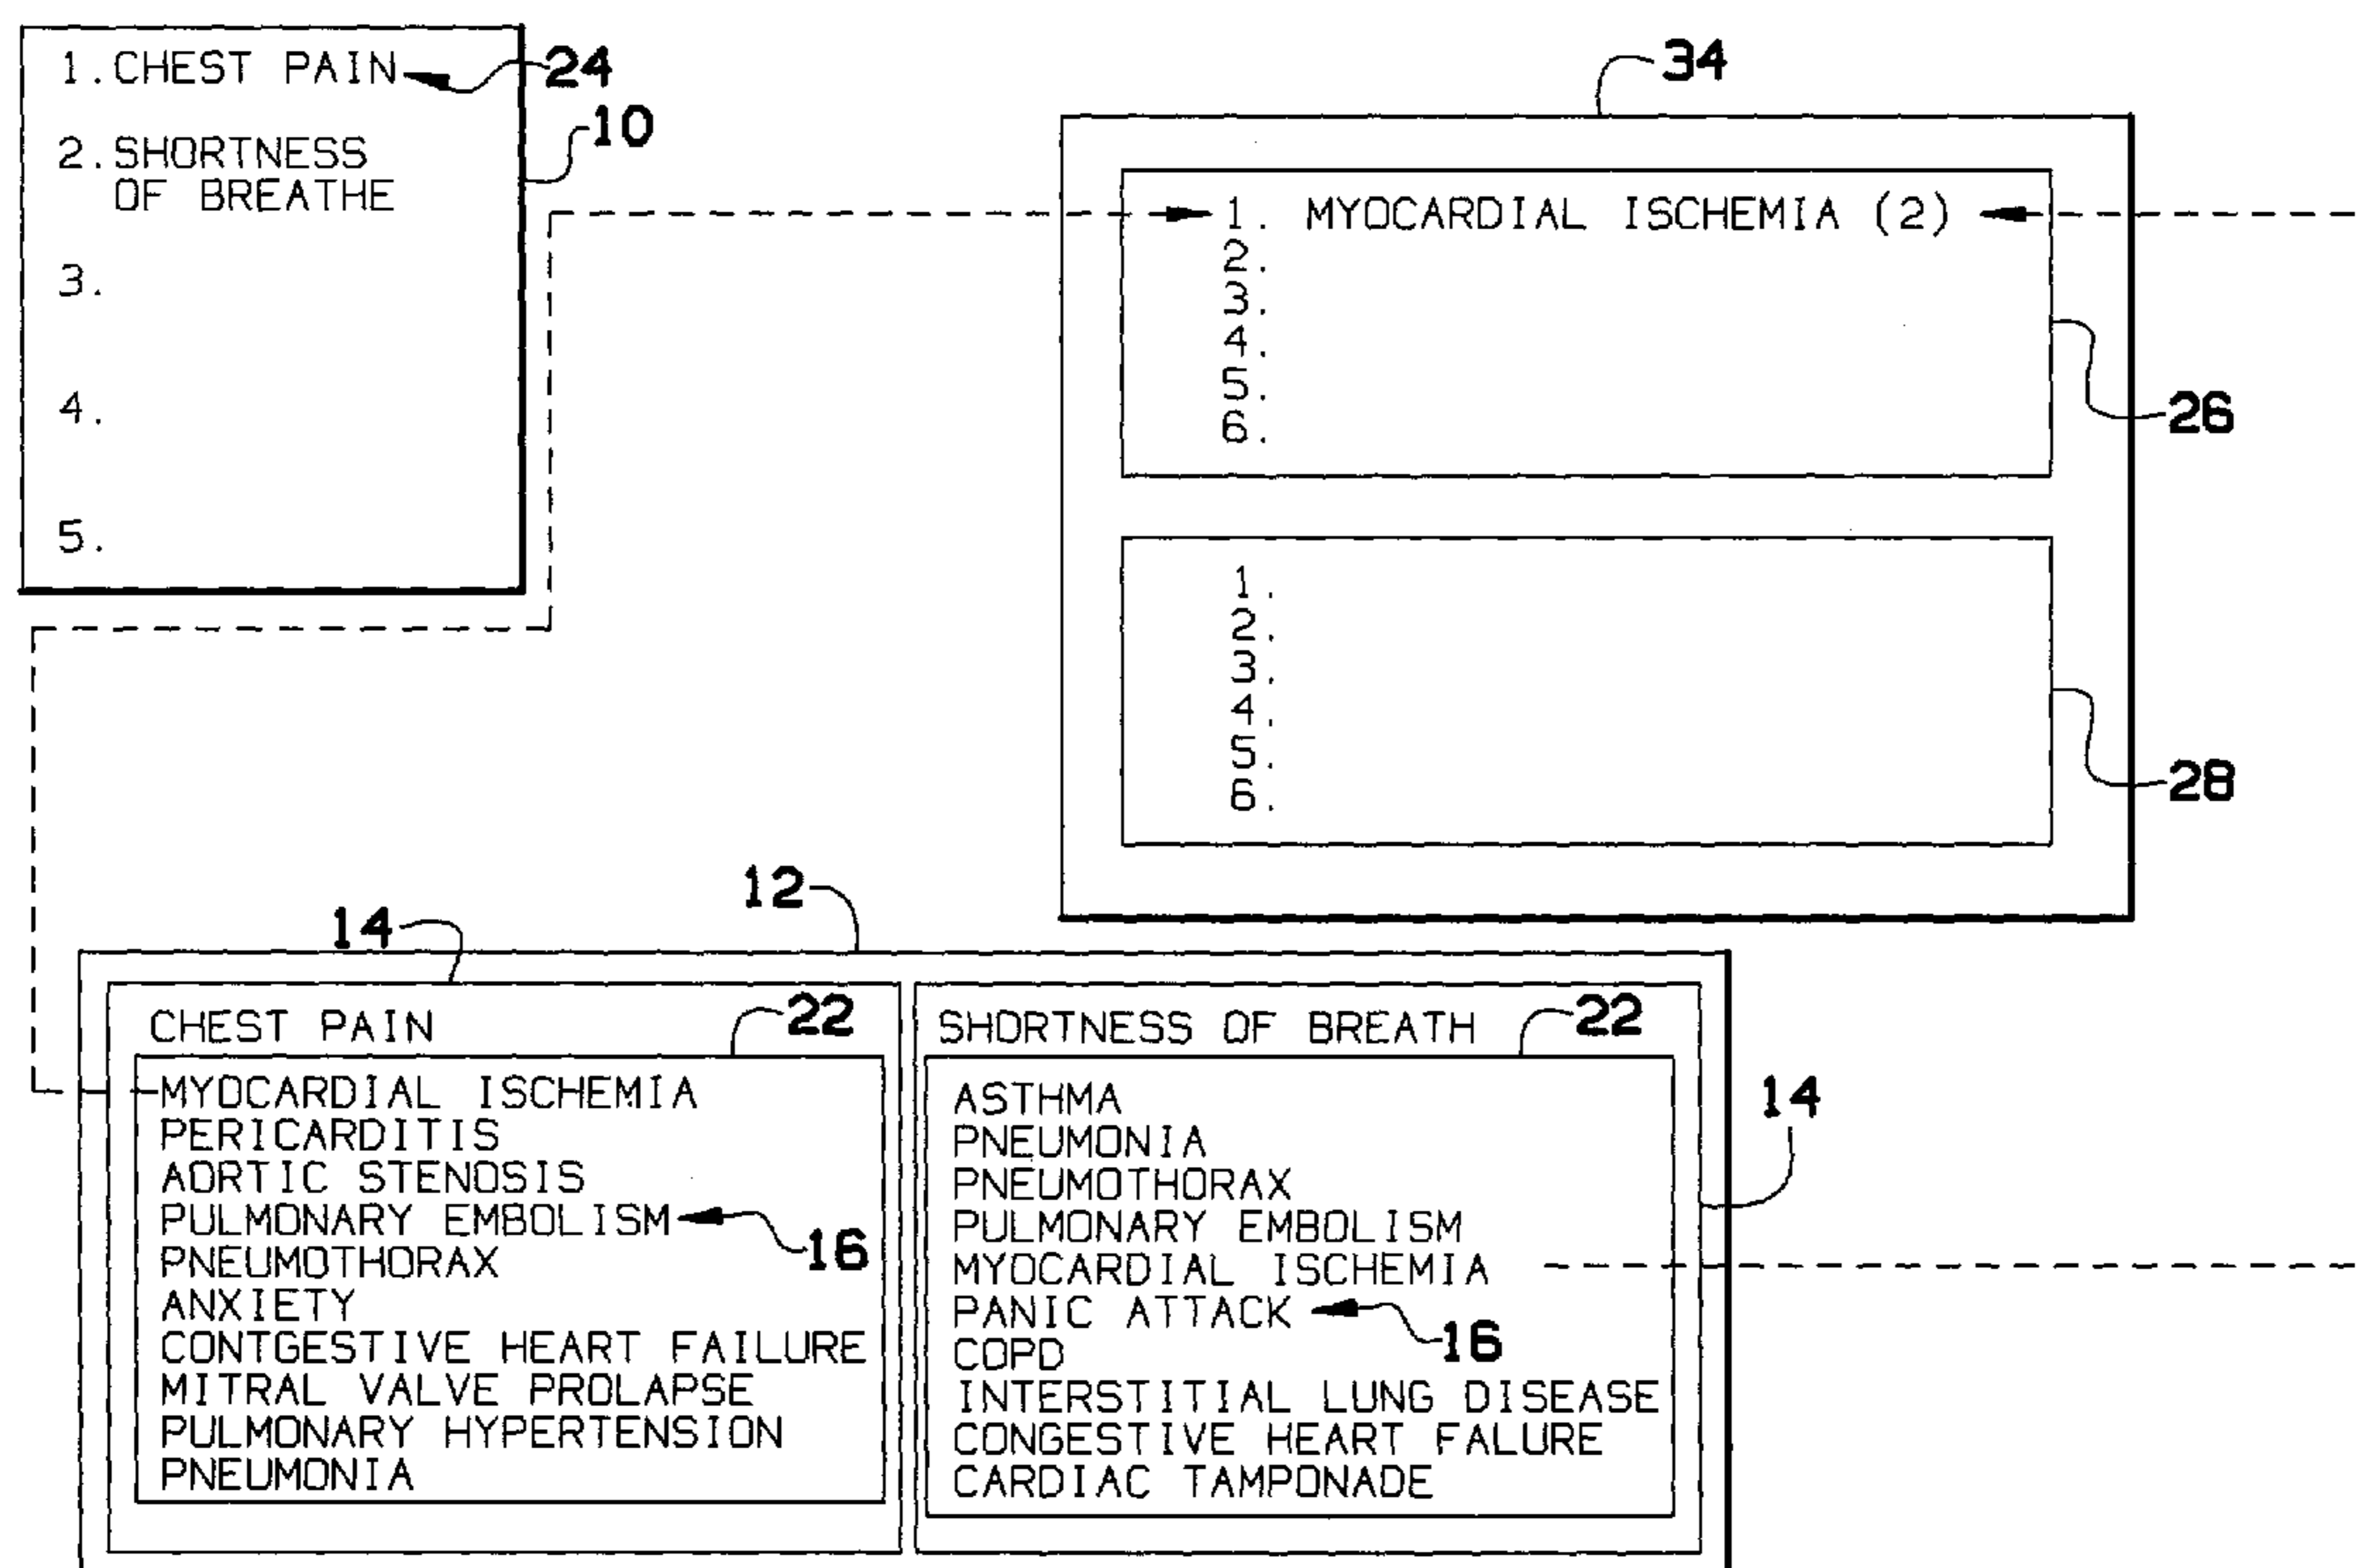 1. CHEST PAIN
24
10
2. SHORTNESS
OF BREATHE
3.
4.
5.
34
1. MYOCARDIAL ISCHEMIA (2)
2.
3.
4.
5.
6.
26
1.
2.
3.
4.
5.
6.
28
12
14
CHEST PAIN
22
MYOCARDIAL ISCHEMIA
PERICARDITIS
AORTIC STENOSIS
PULMONARY EMBOLISM
16
PNEUMOTHORAX
ANXIETY
CONTGESTIVE HEART FAILURE
MITRAL VALVE PROLAPSE
PULMONARY HYPERTENSION
PNEUMONIA
SHORTNESS OF BREATH
22
14
ASTHMA
PNEUMONIA
PNEUMOTHORAX
PULMONARY EMBOLISM
MYOCARDIAL ISCHEMIA
PANIC ATTACK
16
COPD
INTERSTITIAL LUNG DISEASE
CONGESTIVE HEART FALURE
CARDIAC TAMPONADE